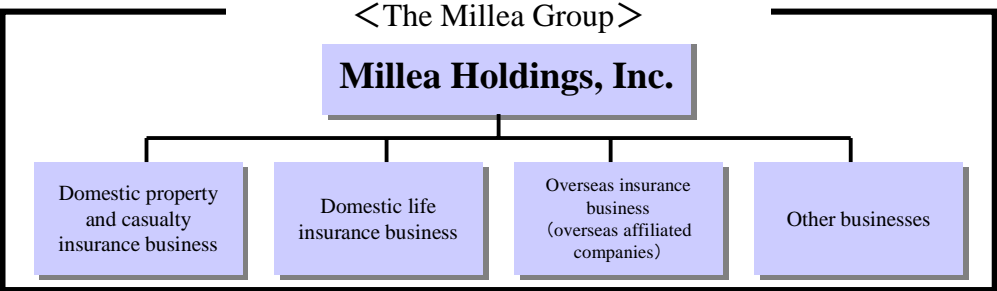 ＜The Millea Group＞
Millea Holdings, Inc.
Domestic property
and casualty
insurance business
Domestic life
insurance business
Overseas insurance
business
（overseas affiliated
companies）
Other businesses